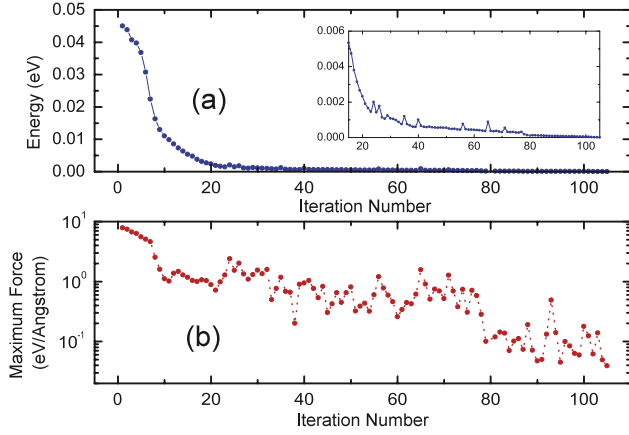 0.05
0.04
0.03
0.02
0.01
0.00
Energy (eV)
(a)
0.006
0.004
0.002
0.000
20 40 60 80 100
0 20 40 60 80 100
Iteration Number
10^1
10^0
10^-1
Maximum Force
(eV/Angstrom)
(b)
0 20 40 60 80 100
Iteration Number